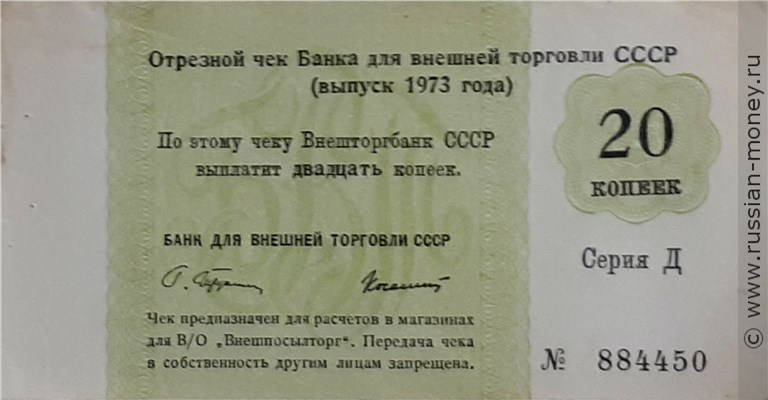 Отрезной чек Банка для внешней торговли СССР
(выпуск 1973 года)
По этому чеку Внешторгбанк СССР
выплатит двадцать копеек.
20
КОПЕЕК
БАНК ДЛЯ ВНЕШНЕЙ ТОРГОВЛИ СССР
Серия Д
Чек предназначен для расчетов в магазинах
для В/О „Внешпосылторг“. Передача чека
в собственность другим лицам запрещена.
№ 884450
© www.russian-money.ru